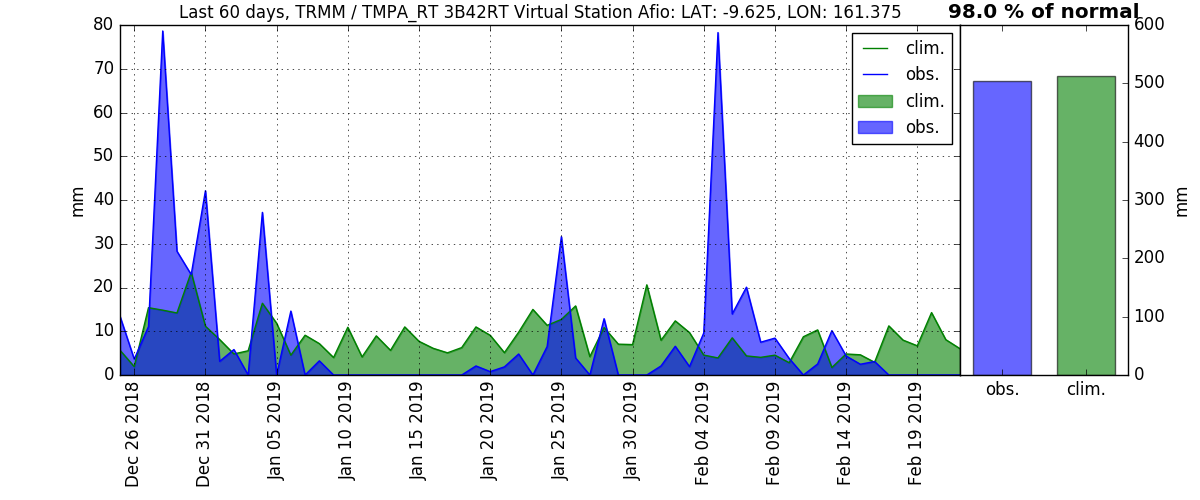 Last 60 days, TRMM / TMPA_RT 3B42RT Virtual Station Afio: LAT: -9.625, LON: 161.375
98.0 % of normal
80
70
60
50
40
30
20
10
0
mm
clim.
obs.
clim.
obs.
600
500
400
300
200
100
0
mm
Dec 26 2018
Dec 31 2018
Jan 05 2019
Jan 10 2019
Jan 15 2019
Jan 20 2019
Jan 25 2019
Jan 30 2019
Feb 04 2019
Feb 09 2019
Feb 14 2019
Feb 19 2019
obs.
clim.